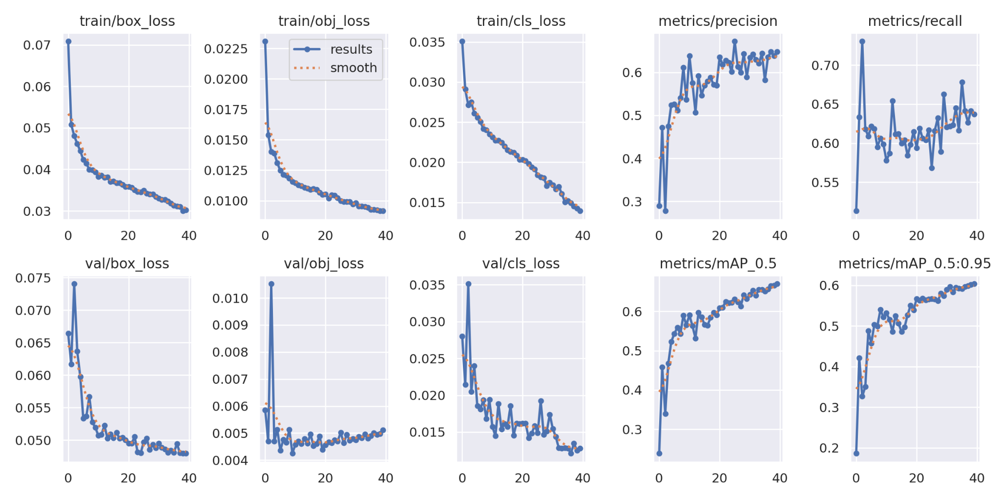 train/box_loss
train/obj_loss
train/cls_loss
metrics/precision
metrics/recall
0.07
0.06
0.05
0.04
0.03
0 20 40
0.0225
0.0200
0.0175
0.0150
0.0125
0.0100
results
smooth
0 20 40
0.035
0.030
0.025
0.020
0.015
0 20 40
0.6
0.5
0.4
0.3
0 20 40
0.70
0.65
0.60
0.55
0 20 40
val/box_loss
val/obj_loss
val/cls_loss
metrics/mAP_0.5
metrics/mAP_0.5:0.95
0.075
0.070
0.065
0.060
0.055
0.050
0 20 40
0.010
0.009
0.008
0.007
0.006
0.005
0.004
0 20 40
0.035
0.030
0.025
0.020
0.015
0 20 40
0.6
0.5
0.4
0.3
0 20 40
0.6
0.5
0.4
0.3
0.2
0 20 40